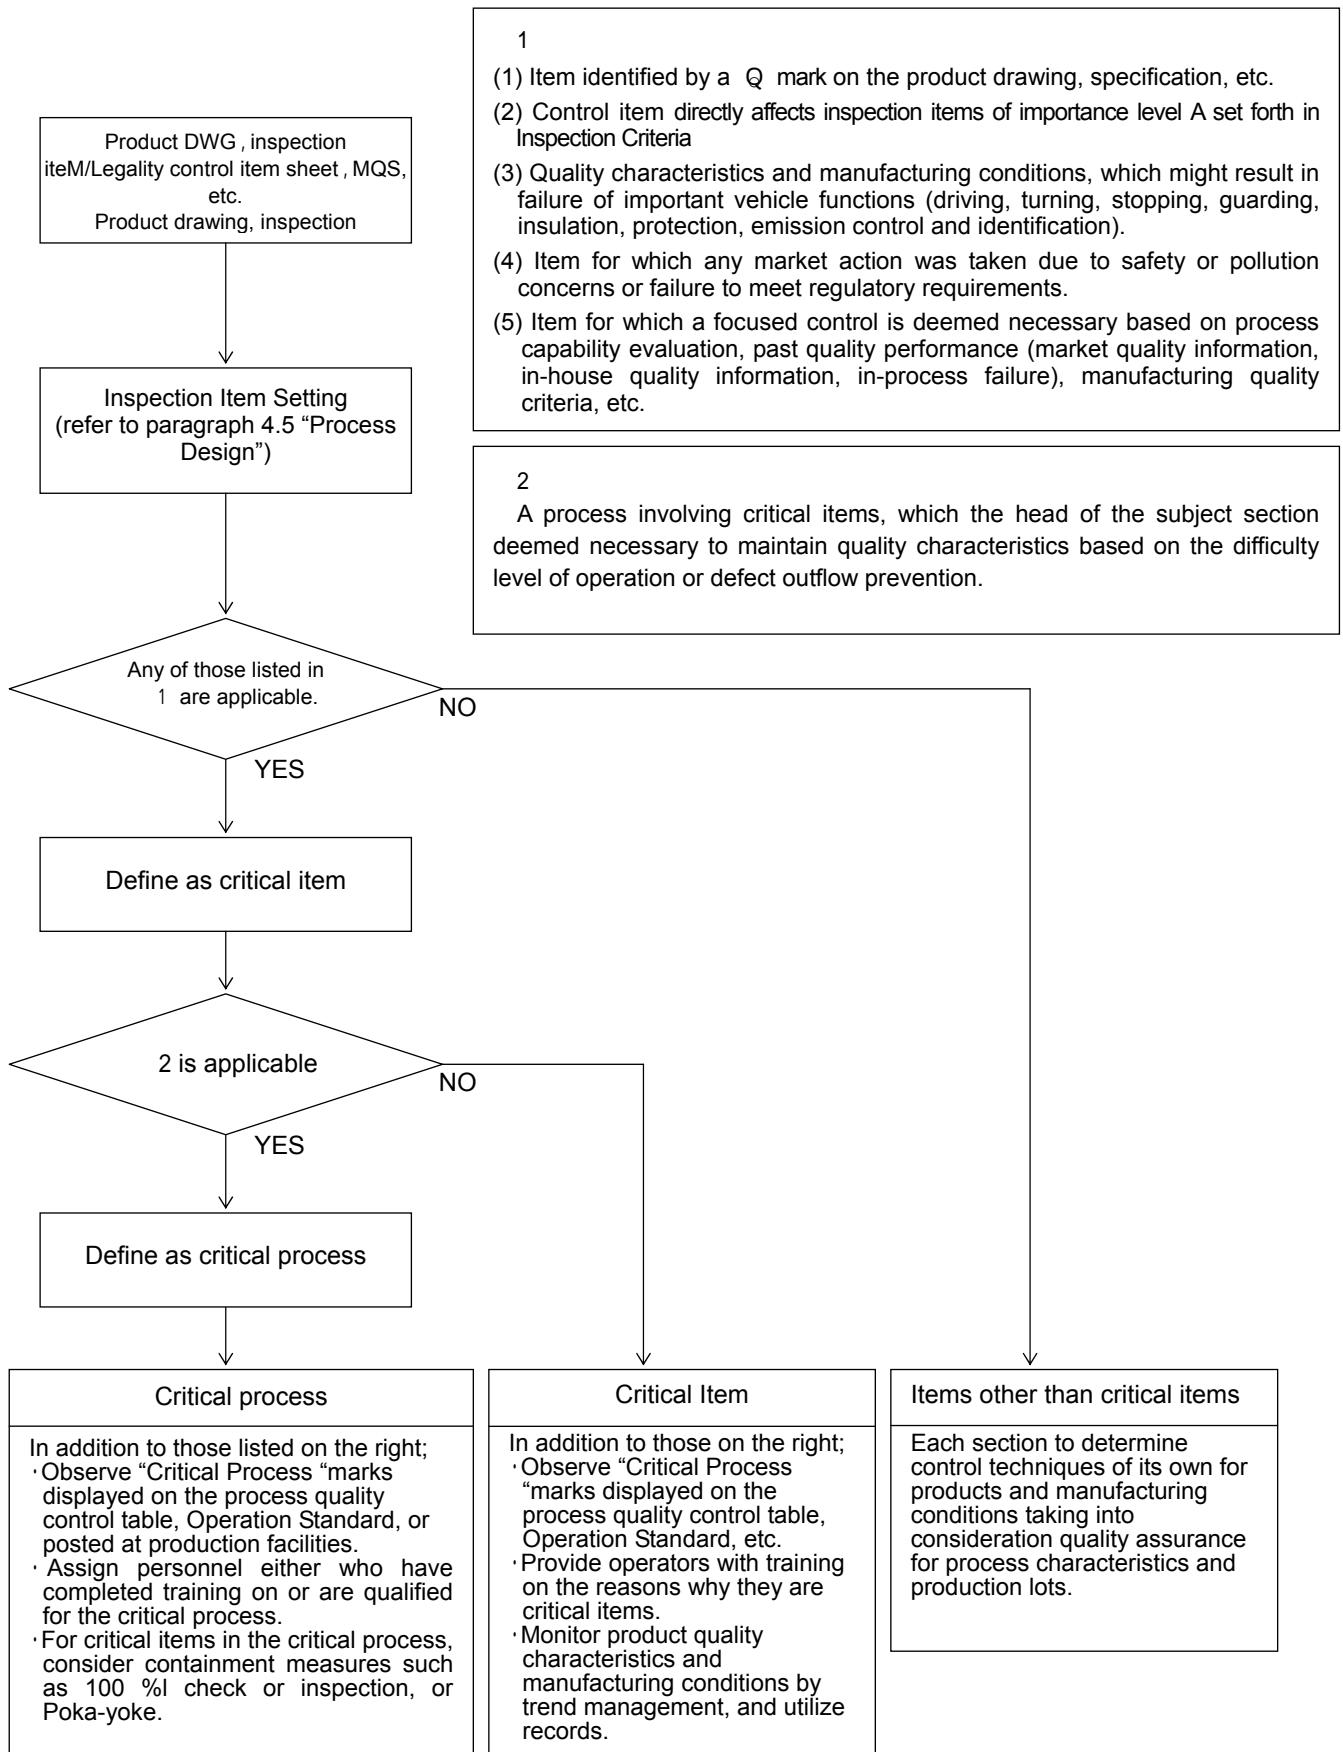 Product DWG , inspection
iteM/Legality control item sheet , MQS,
etc.
Product drawing, inspection
1
(1) Item identified by a Q mark on the product drawing, specification, etc.
(2) Control item directly affects inspection items of importance level A set forth in
Inspection Criteria
(3) Quality characteristics and manufacturing conditions, which might result in
failure of important vehicle functions (driving, turning, stopping, guarding,
insulation, protection, emission control and identification).
(4) Item for which any market action was taken due to safety or pollution
concerns or failure to meet regulatory requirements.
(5) Item for which a focused control is deemed necessary based on process
capability evaluation, past quality performance (market quality information,
in-house quality information, in-process failure), manufacturing quality
criteria, etc.
Inspection Item Setting
(refer to paragraph 4.5 “Process
Design”)
2
A process involving critical items, which the head of the subject section
deemed necessary to maintain quality characteristics based on the difficulty
level of operation or defect outflow prevention.
Any of those listed in
1 are applicable.
NO
YES
Define as critical item
2 is applicable
NO
YES
Define as critical process
Critical process
In addition to those listed on the right;
・Observe “Critical Process “marks
displayed on the process quality
control table, Operation Standard, or
posted at production facilities.
・Assign personnel either who have
completed training on or are qualified
for the critical process.
・For critical items in the critical process,
consider containment measures such
as 100 %l check or inspection, or
Poka-yoke.
Critical Item
In addition to those on the right;
・Observe “Critical Process
“marks displayed on the
process quality control table,
Operation Standard, etc.
・Provide operators with training
on the reasons why they are
critical items.
・Monitor product quality
characteristics and
manufacturing conditions by
trend management, and utilize
records.
Items other than critical items
Each section to determine
control techniques of its own for
products and manufacturing
conditions taking into
consideration quality assurance
for process characteristics and
production lots.